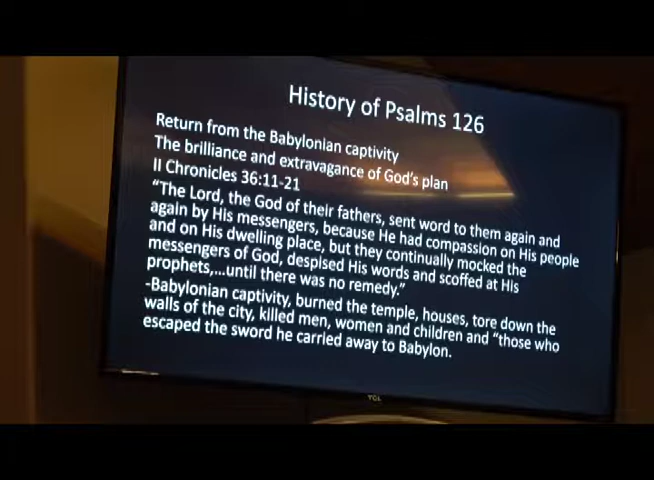 History of Psalms 126
Return from the Babylonian captivity
The brilliance and extravagance of God's plan
II Chronicles 36:11-21
"The Lord, the God of their fathers, sent word to them again and
again by His messengers, because He had compassion on His people
and on His dwelling place, but they continually mocked the
messengers of God, despised His words and scoffed at His
prophets,...until there was no remedy."
-Babylonian captivity, burned the temple, houses, tore down the
walls of the city, killed men, women and children and "those who
escaped the sword he carried away to Babylon.
TCL